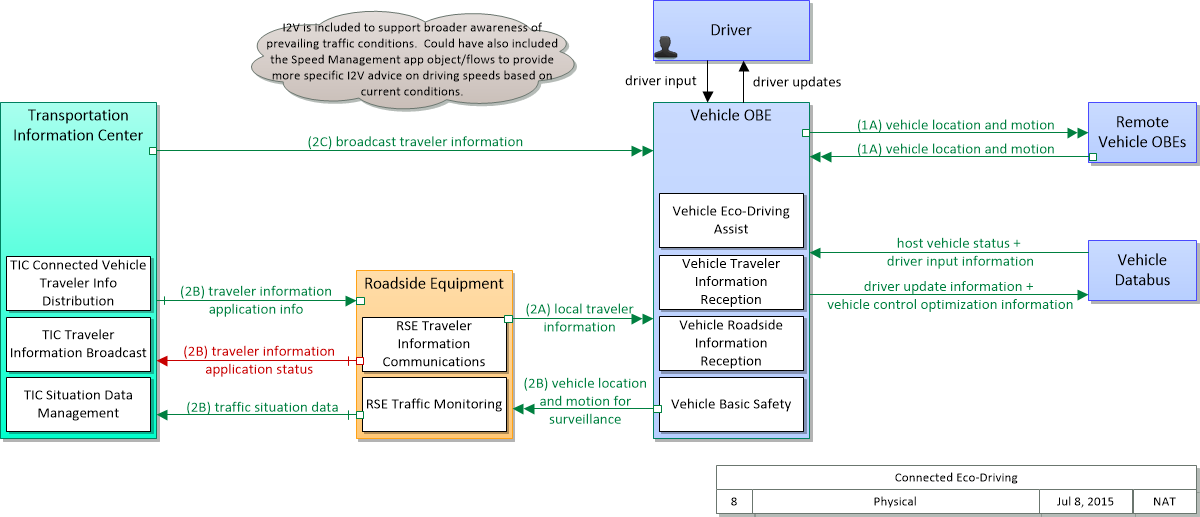 I2V is included to support broader awareness of
prevailing traffic conditions.  Could have also included
the Speed Management app object/flows to provide
more specific I2V advice on driving speeds based on
current conditions.
Driver
driver input
driver updates
Transportation
Information Center
(2C) broadcast traveler information
Vehicle OBE
(1A) vehicle location and motion
(1A) vehicle location and motion
Remote
Vehicle OBEs
Vehicle Eco-Driving
Assist
host vehicle status +
driver input information
Vehicle
Databus
driver update information +
vehicle control optimization information
TIC Connected Vehicle
Traveler Info
Distribution
(2B) traveler information
application info
Roadside Equipment
Vehicle Traveler
Information
Reception
(2A) local traveler
information
TIC Traveler
Information Broadcast
(2B) traveler information
application status
RSE Traveler
Information
Communications
Vehicle Roadside
Information
Reception
TIC Situation Data
Management
(2B) traffic situation data
RSE Traffic Monitoring
(2B) vehicle location
and motion for
surveillance
Vehicle Basic Safety
Connected Eco-Driving
8
Physical
Jul 8, 2015
NAT